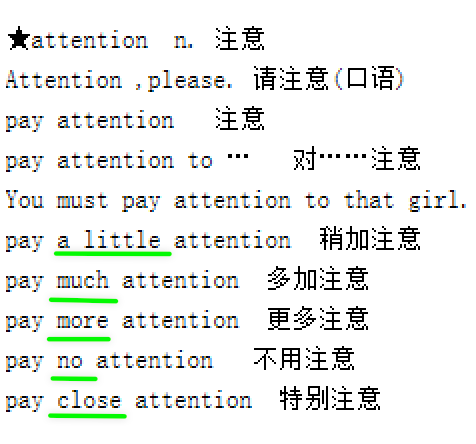 ★attention n. 注意
Attention ,please. 请注意(口语)
pay attention 注意
pay attention to … 对……注意
You must pay attention to that girl.
pay a little attention 稍加注意
pay much attention 多加注意
pay more attention 更多注意
pay no attention 不用注意
pay close attention 特别注意